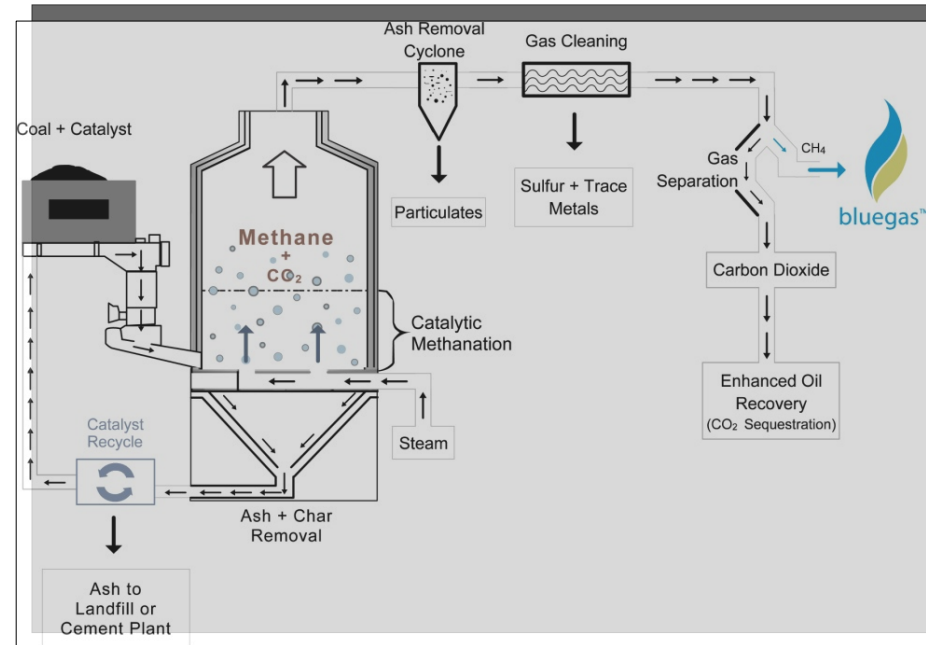 Ash Removal
Cyclone
Gas Cleaning
Coal + Catalyst
CH₄
Gas
Separation
bluegas™
Particulates
Sulfur + Trace
Metals
Methane
+
CO₂
Carbon Dioxide
Catalytic
Methanation
Enhanced Oil
Recovery
(CO₂ Sequestration)
Steam
Catalyst
Recycle
Ash + Char
Removal
Ash to
Landfill or
Cement Plant